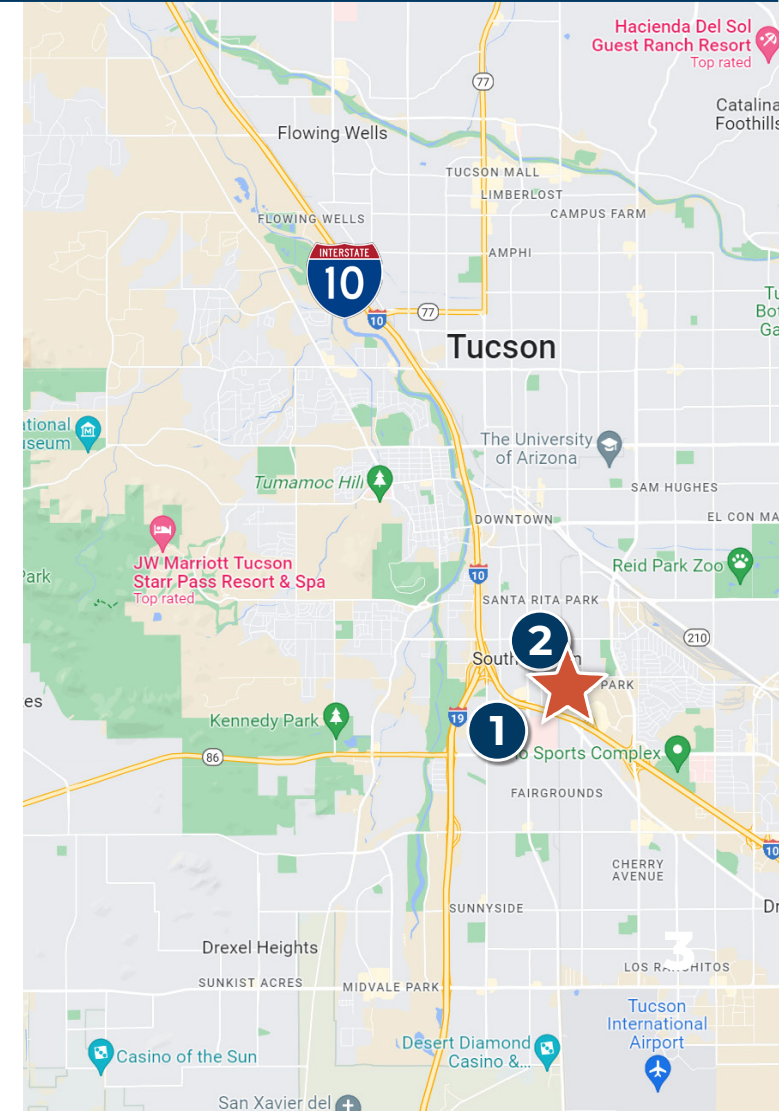 Hacienda Del Sol
Guest Ranch Resort
Top rated
77
Catalina
Foothills
Flowing Wells
TUCSON MALL
LIMBERLOST
CAMPUS FARM
FLOWING WELLS
AMPHI
INTERSTATE
10
10
77
Tu
Bot
Ga
Tucson
ational
useum
The University
of Arizona
Tumamoc Hill
SAM HUGHES
DOWNTOWN
EL CON MA
JW Marriott Tucson
Starr Pass Resort & Spa
Top rated
Park
10
Reid Park Zoo
SANTA RITA PARK
2
210
South
n
PARK
es
Kennedy Park
19
1
o Sports Complex
86
FAIRGROUNDS
10
CHERRY
AVENUE
SUNNYSIDE
Dr
Drexel Heights
3
LOS RA
HITOS
SUNKIST ACRES
MIDVALE PARK
Tucson
International
Airport
Casino of the Sun
Desert Diamond
Casino &...
San Xavier del